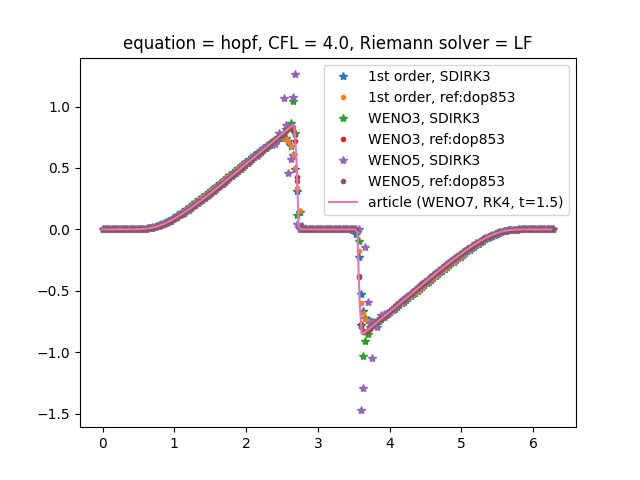 equation = hopf, CFL = 4.0, Riemann solver = LF
1st order, SDIRK3
1st order, ref:dop853
WENO3, SDIRK3
WENO3, ref:dop853
WENO5, SDIRK3
WENO5, ref:dop853
article (WENO7, RK4, t=1.5)
1.0
0.5
0.0
−0.5
−1.0
−1.5
0 1 2 3 4 5 6